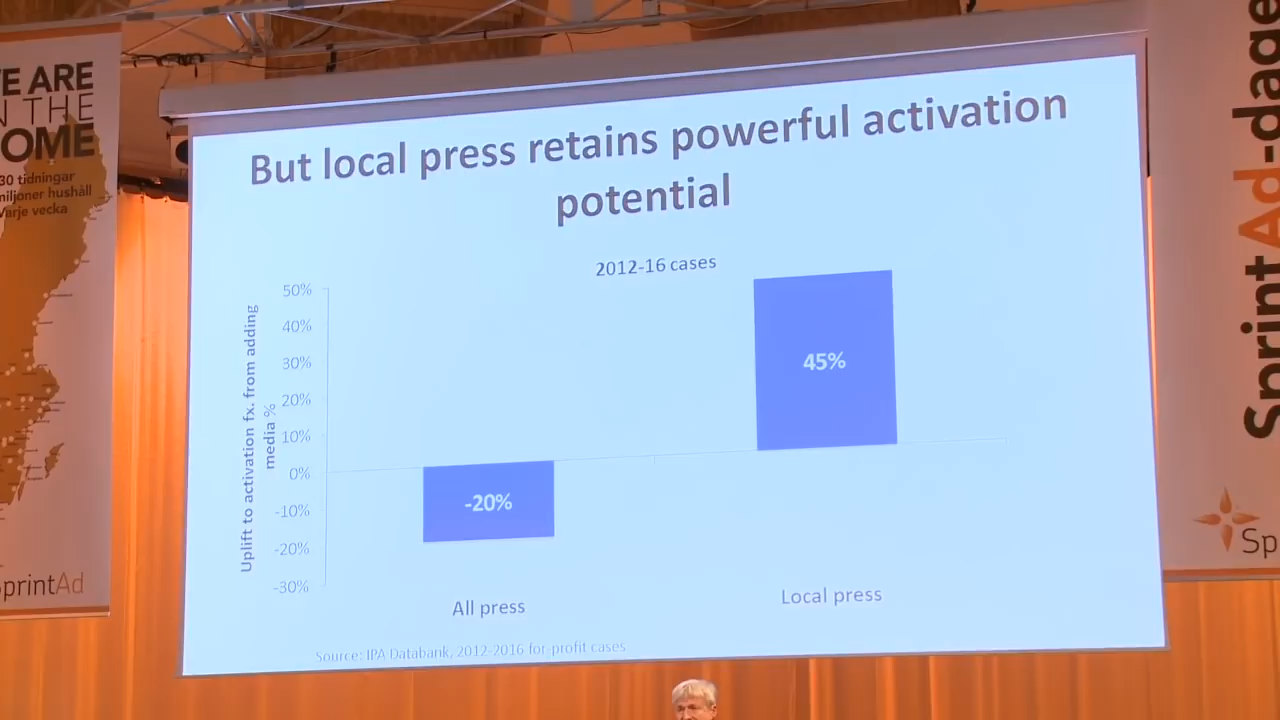 E ARE
N THE
OME
30 tidningar
miljoner hushåll
Varje vecka
printAd
But local press retains powerful activation
potential
2012-16 cases
Uplift to activation fx. from adding
media %
50%
40%
30%
20%
10%
0%
-10%
-20%
-30%
-20%
45%
All press
Local press
Source: IPA Databank, 2012-2016 for-profit cases
SprintAd-dage
Sp